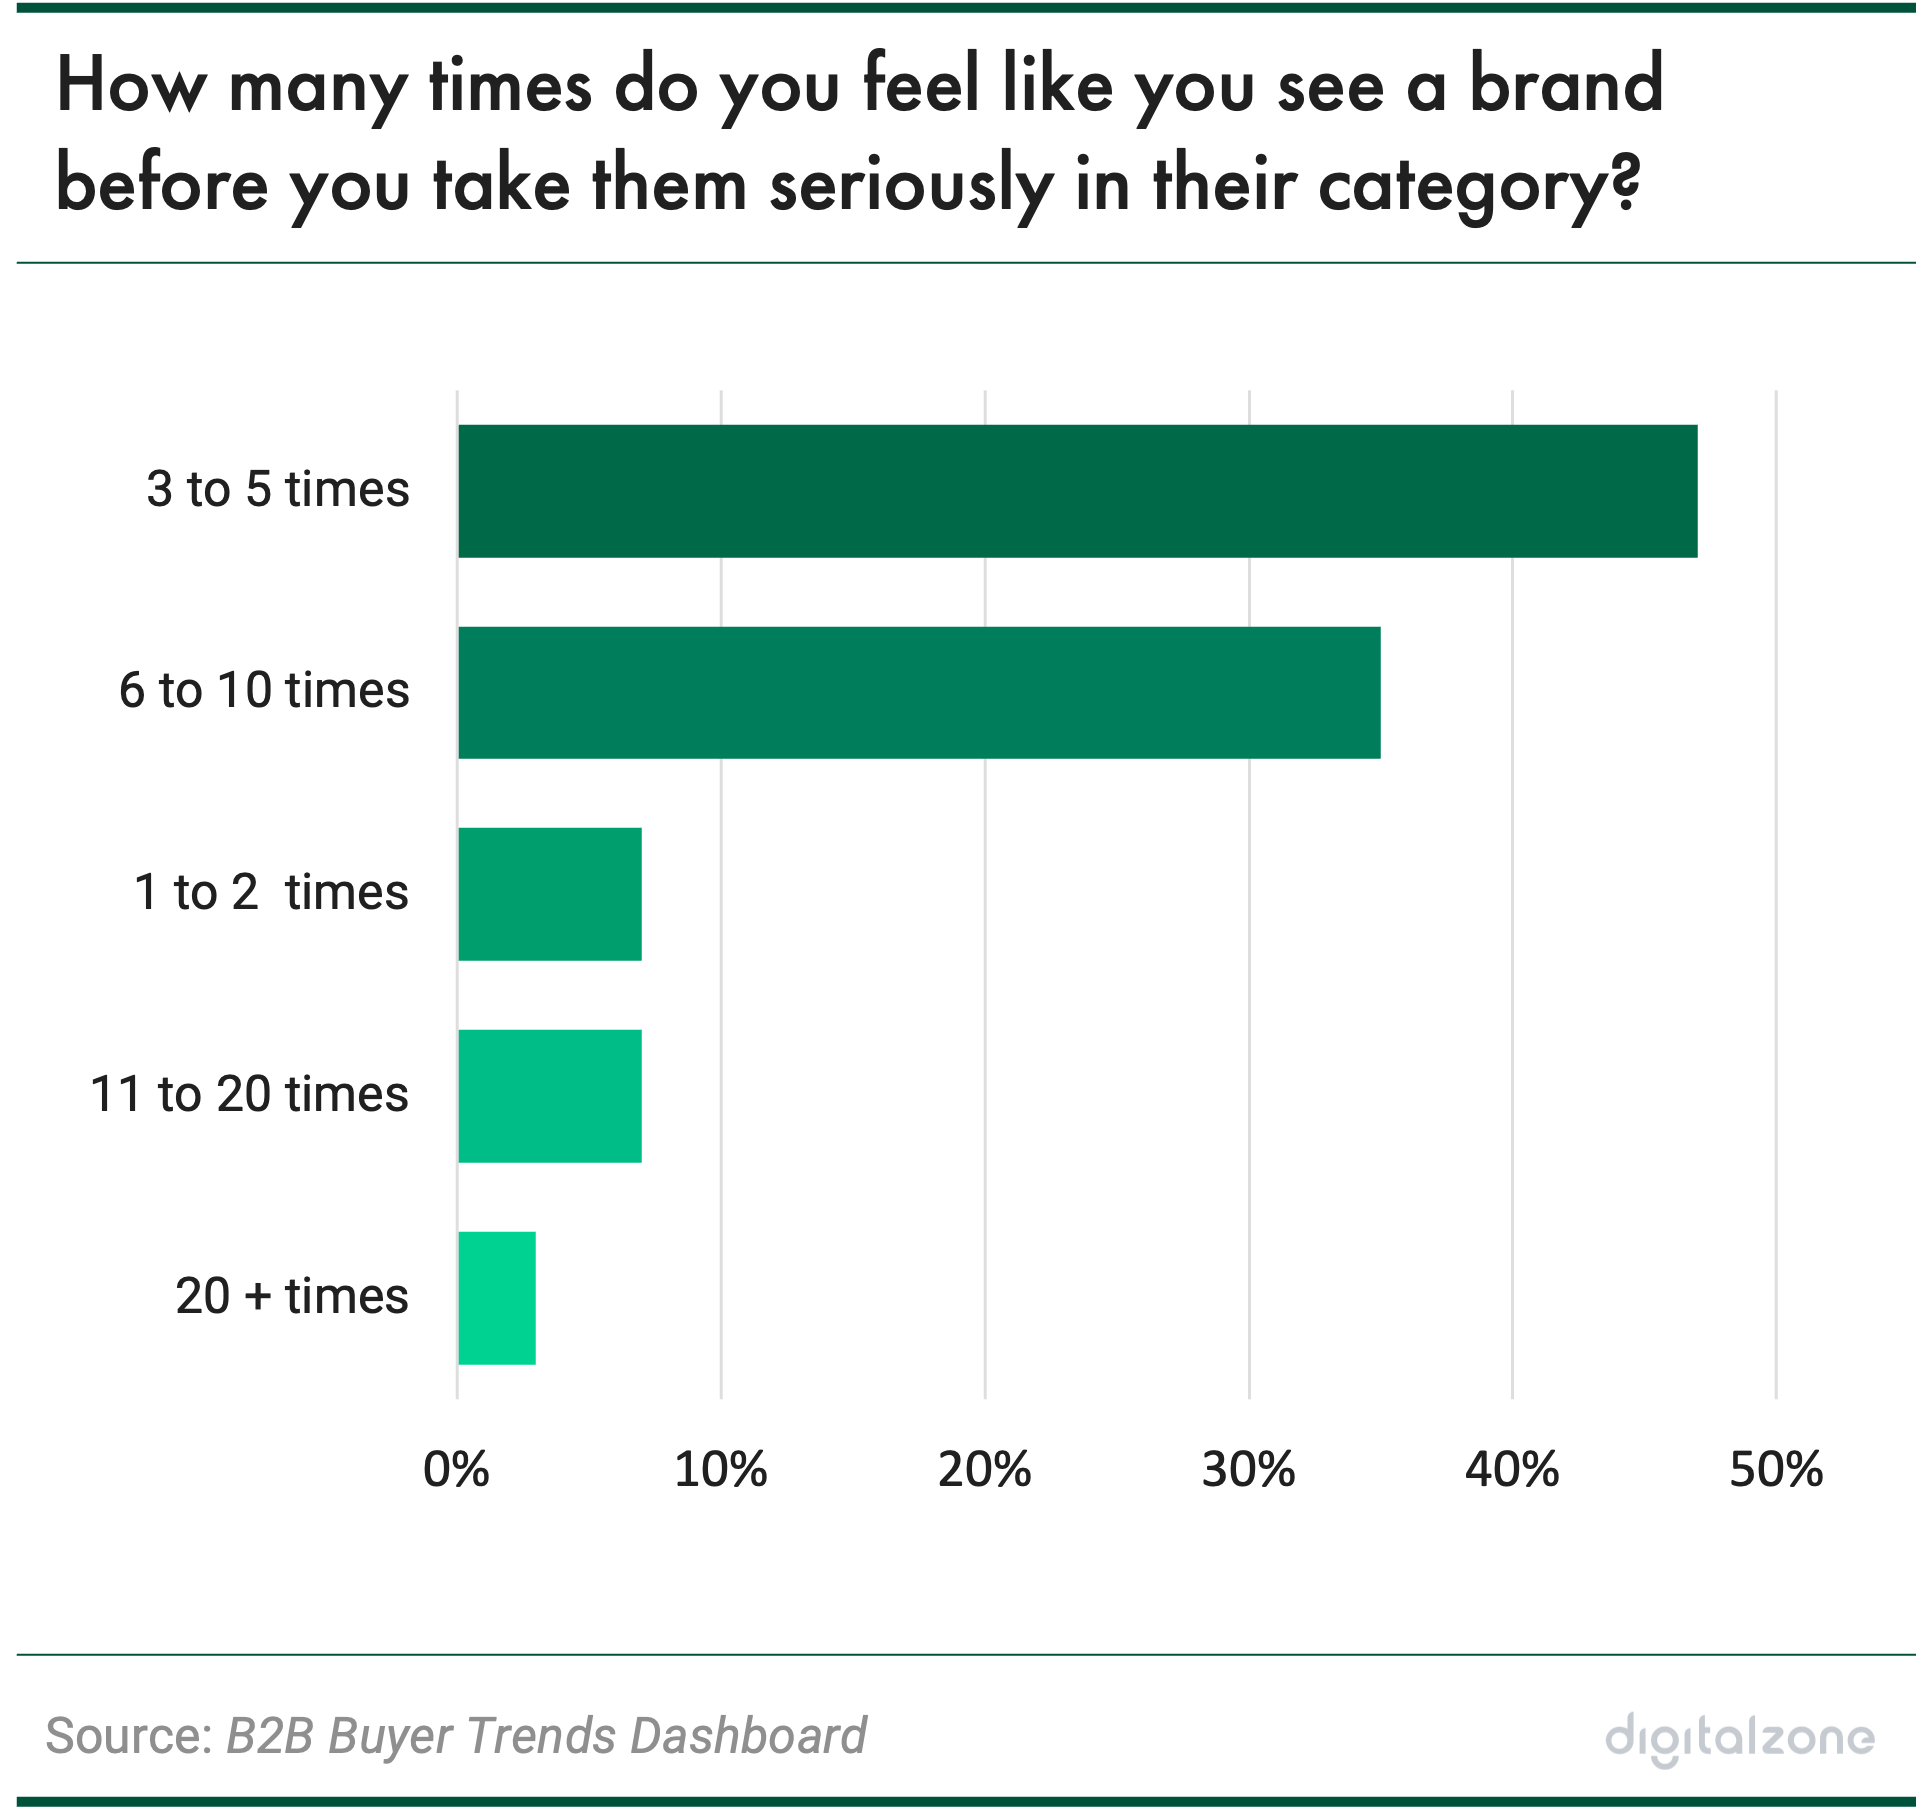 How many times do you feel like you see a brand
before you take them seriously in their category?
3 to 5 times
6 to 10 times
1 to 2  times
11 to 20 times
20 + times
0% 10% 20% 30% 40% 50%
Source: B2B Buyer Trends Dashboard
digitalzone